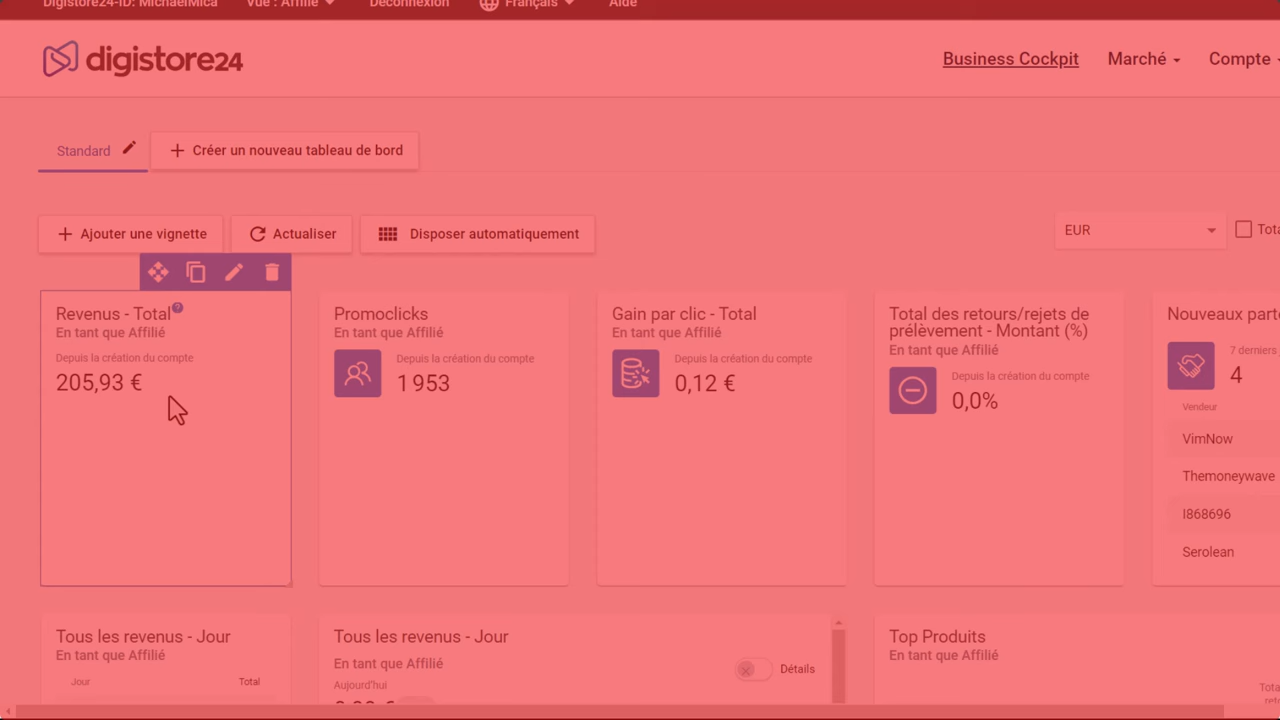 Digistore24-ID: MichaelMica Vue : Affilié Déconnexion Français Aide
digistore24
Business Cockpit Marché Compte
Standard Créer un nouveau tableau de bord
Ajouter une vignette Actualiser Disposer automatiquement EUR
Revenus - Total
En tant que Affilié
Depuis la création du compte
205,93 €
Promoclicks
En tant que Affilié
Depuis la création du compte
1 953
Gain par clic - Total
En tant que Affilié
Depuis la création du compte
0,12 €
Total des retours/rejets de
prélèvement - Montant (%)
En tant que Affilié
Depuis la création du compte
0,0%
Nouveaux
7 derniers
4
Vendeur
VimNow
Themoneywave
I868696
Serolean
Tous les revenus - Jour
En tant que Affilié
Jour Total
Tous les revenus - Jour
En tant que Affilié
Détails
Aujourd'hui
Top Produits
En tant que Affilié